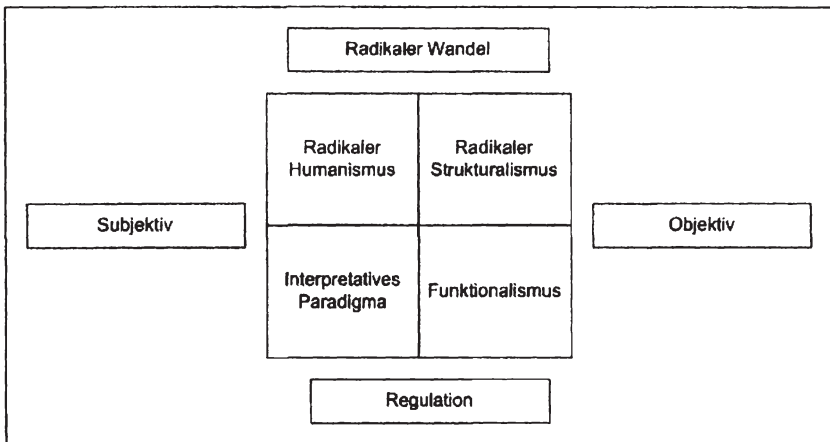 Radikaler Wandel
Radikaler
Humanismus
Radikaler
Strukturalismus
Subjektiv
Objektiv
Interpretatives
Paradigma
Funktionalismus
Regulation